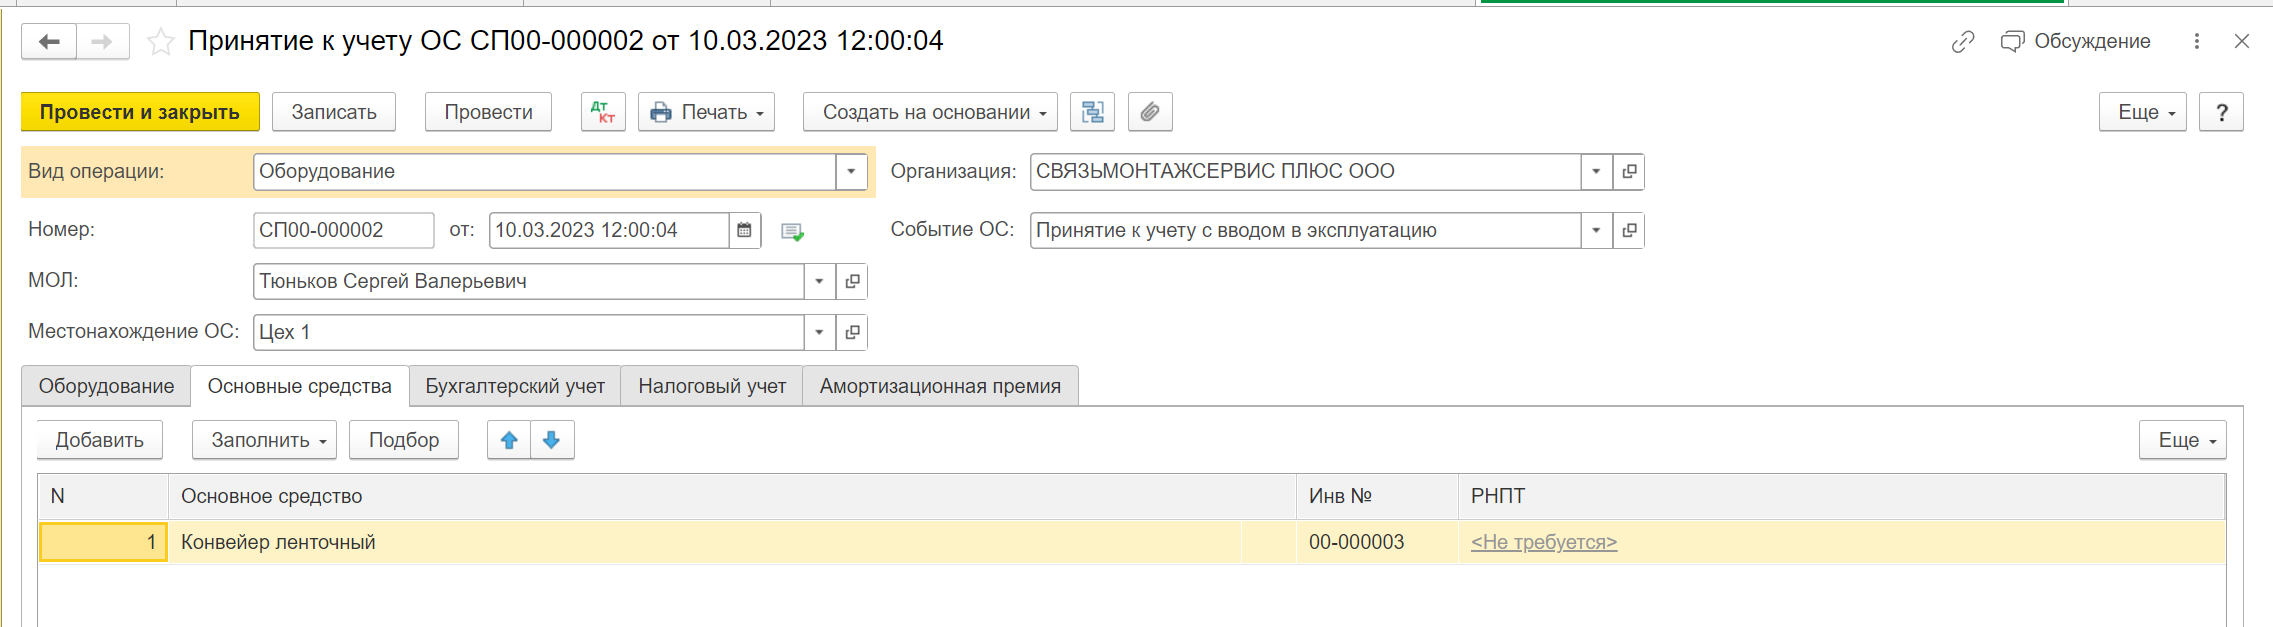 Принятие к учету ОС СП00-000002 от 10.03.2023 12:00:04 Обсуждение
Провести и закрыть Записать Провести Дт Кт Печать Создать на основании Еще ?
Вид операции: Оборудование Организация: СВЯЗЬМОНТАЖСЕРВИС ПЛЮС ООО
Номер: СП00-000002 от: 10.03.2023 12:00:04 Событие ОС: Принятие к учету с вводом в эксплуатацию
МОЛ: Тюньков Сергей Валерьевич
Местонахождение ОС: Цех 1
Оборудование Основные средства Бухгалтерский учет Налоговый учет Амортизационная премия
Добавить Заполнить Подбор Еще
N Основное средство Инв № РНПТ
1 Конвейер ленточный 00-000003 <Не требуется>